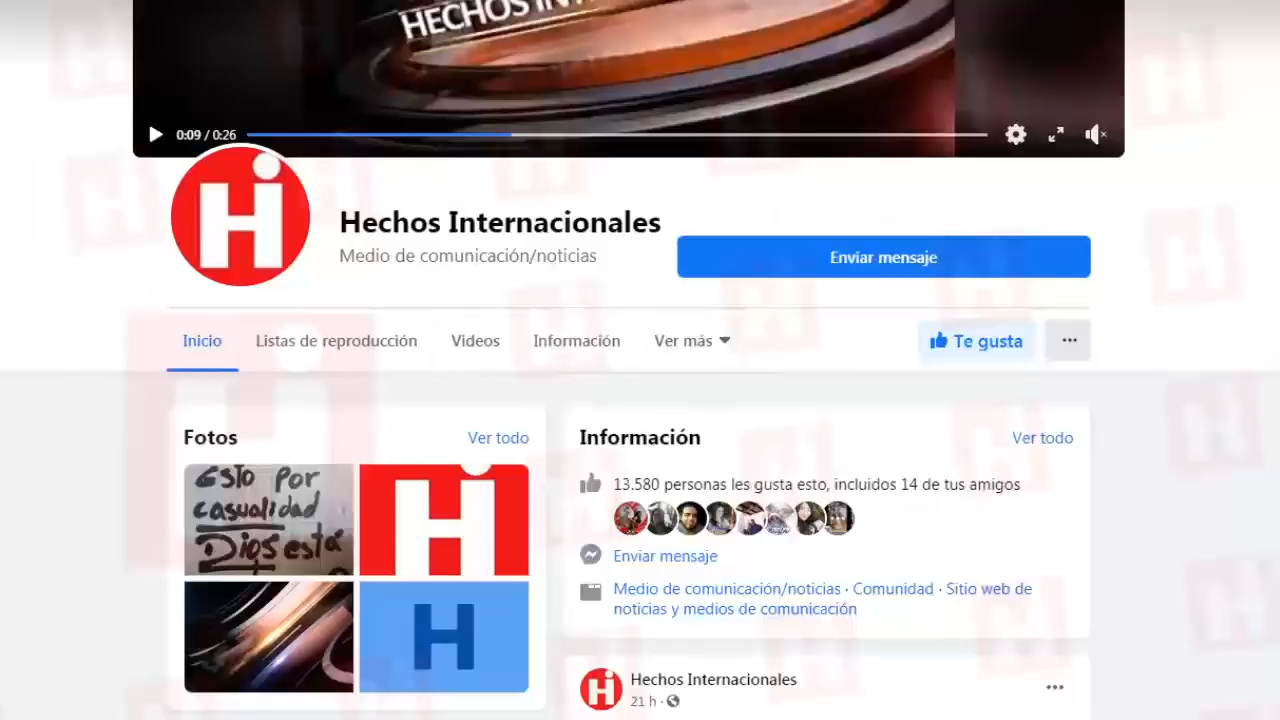 HECHOS IN
0:09 / 0:26
Hi
Hechos Internacionales
Medio de comunicación/noticias
Enviar mensaje
Inicio
Listas de reproducción
Videos
Información
Ver más
Te gusta
Fotos
Ver todo
Esto por
casualidad
Dios está
Hi
H
Información
Ver todo
13.580 personas les gusta esto, incluidos 14 de tus amigos
Enviar mensaje
Medio de comunicación/noticias · Comunidad · Sitio web de
noticias y medios de comunicación
Hi
Hechos Internacionales
21 h ·